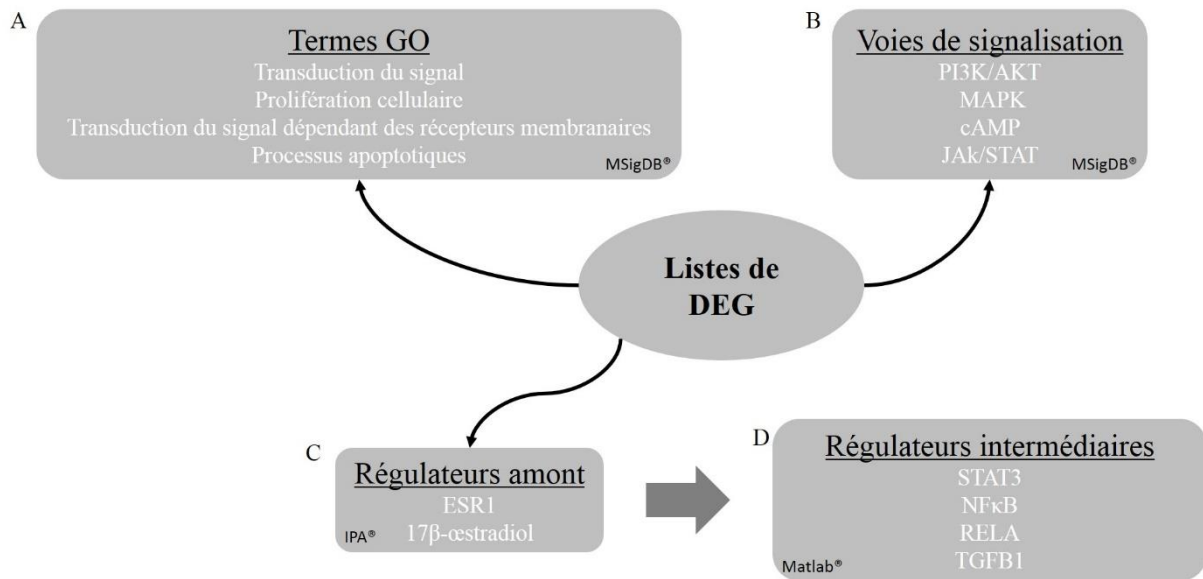 A
Termes GO
Transduction du signal
Prolifération cellulaire
Transduction du signal dépendant des récepteurs membranaires
Processus apoptotiques
MSigDB®
B
Voies de signalisation
PI3K/AKT
MAPK
cAMP
JAk/STAT
MSigDB®
Listes de
DEG
C
Régulateurs amont
ESR1
17β-œstradiol
IPA®
D
Régulateurs intermédiaires
STAT3
NFκB
RELA
TGFB1
Matlab®